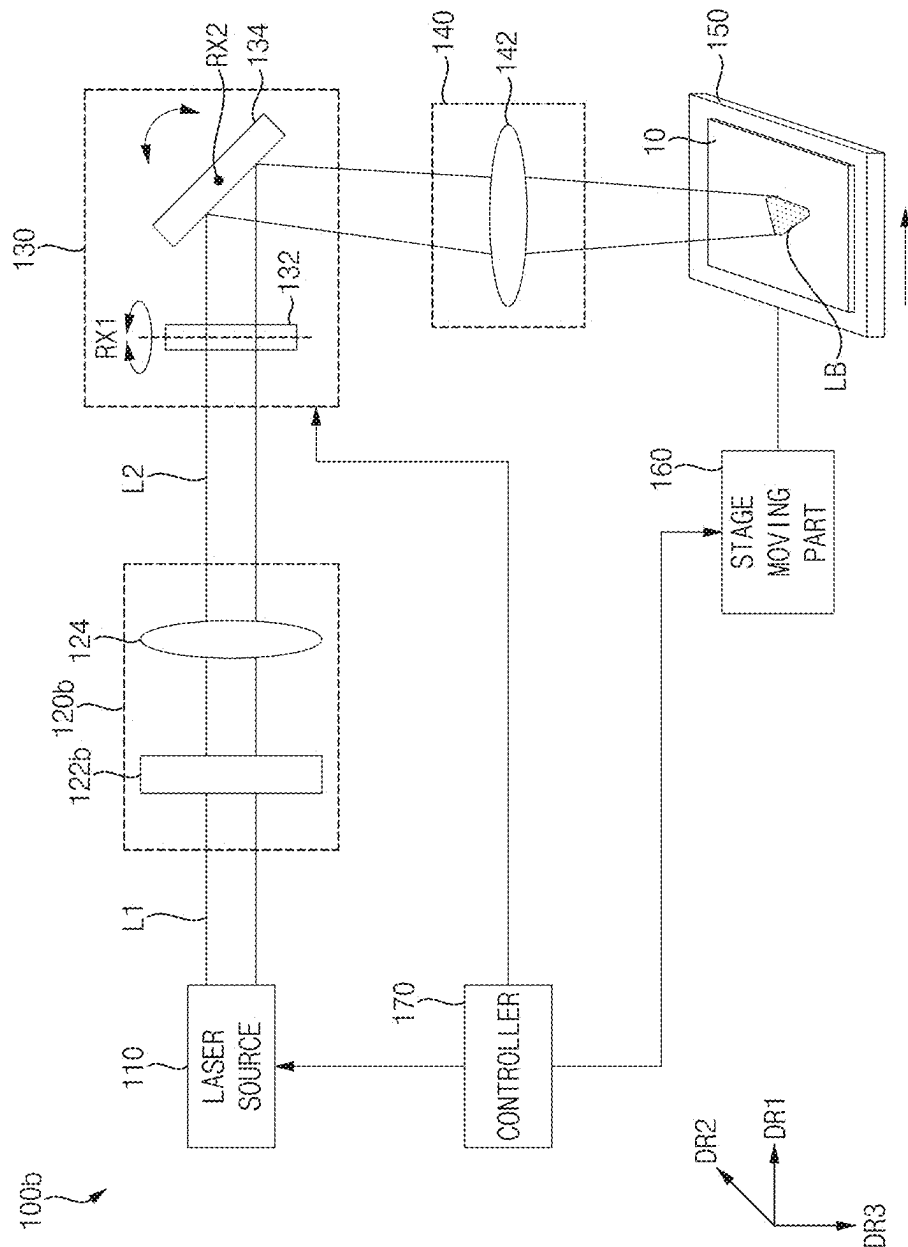 100b
110
LASER
SOURCE
L1
120b
122b
124
L2
130
RX1
132
RX2
134
140
142
10
150
LB
160
STAGE
MOVING
PART
170
CONTROLLER
DR2
DR1
DR3